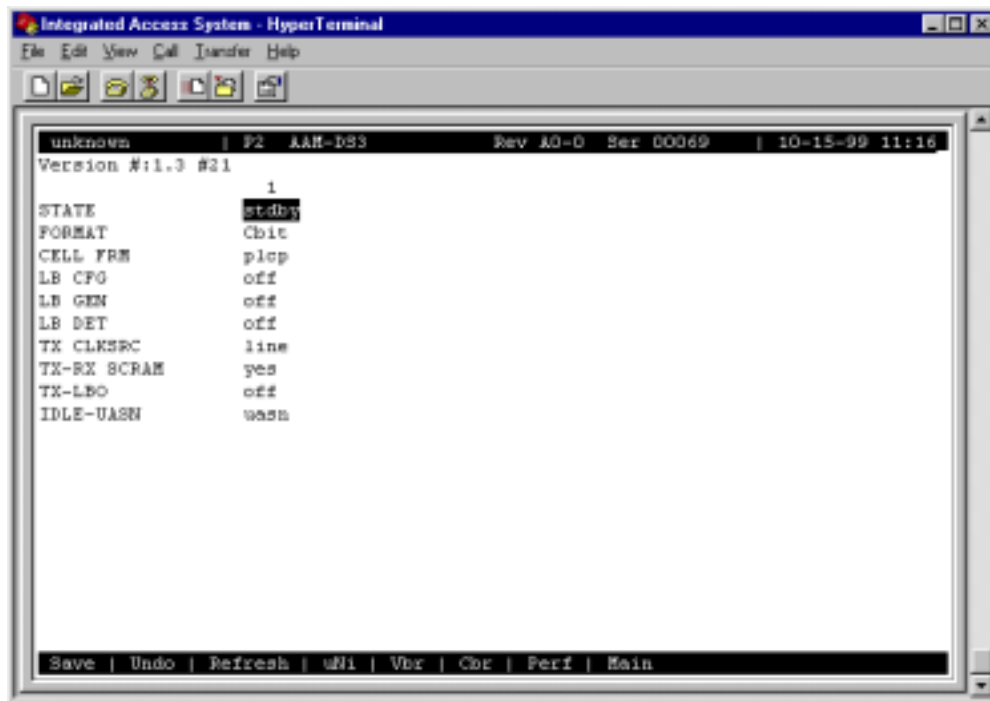 Integrated Access System - HyperTerminal
File Edit View Call Transfer Help
unknown | P2 AAM-DS3 Rev A0-0 Ser 00069 | 10-15-99 11:16
Version #:1.3 #21
1
STATE stdby
FORMAT Cbit
CELL FRM plcp
LB CFG off
LB GEN off
LB DET off
TX CLKSRC line
TX-RX SCRAM yes
TX-LBO off
IDLE-UASN uasn
Save | Undo | Refresh | uNi | Vbr | Cbr | Perf | Main